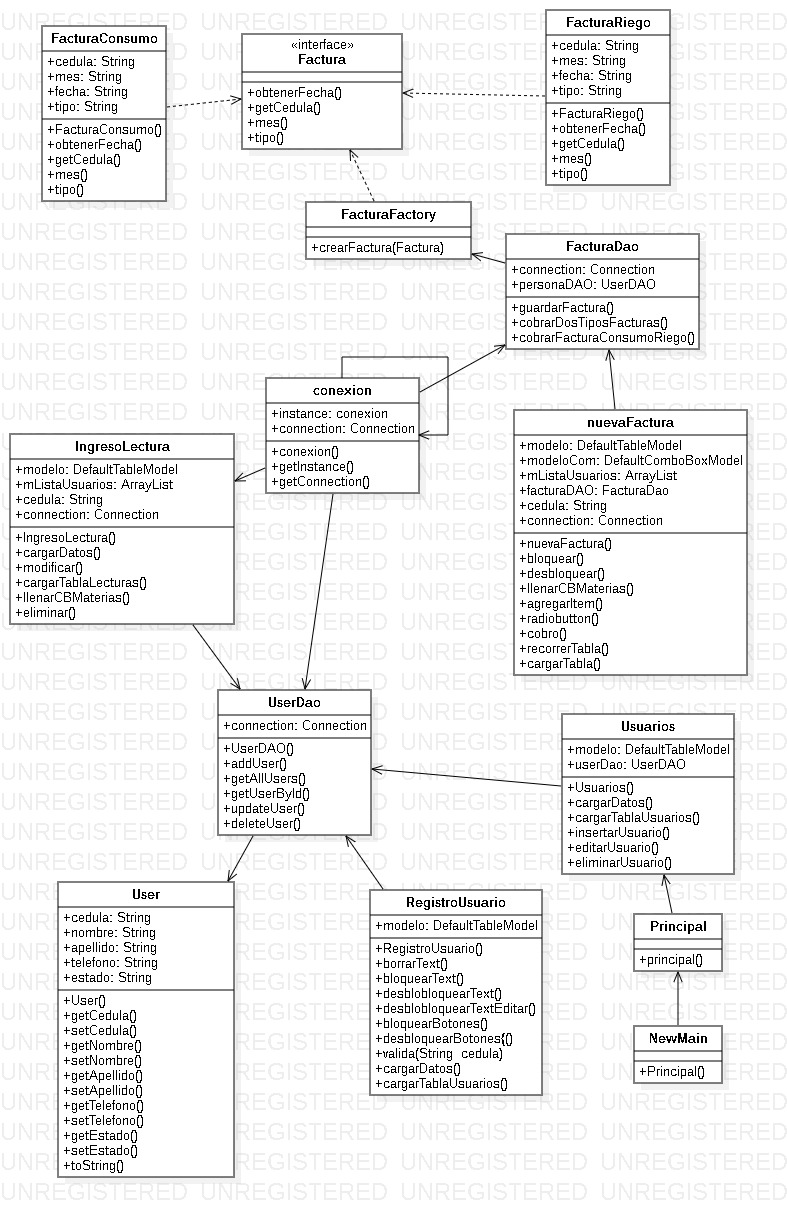 FacturaConsumo
+cedula: String
+mes: String
+fecha: String
+tipo: String
+FacturaConsumo()
+obtenerFecha()
+getCedula()
+mes()
+tipo()
«interface»
Factura
+obtenerFecha()
+getCedula()
+mes()
+tipo()
FacturaRiego
+cedula: String
+mes: String
+fecha: String
+tipo: String
+FacturaRiego()
+obtenerFecha()
+getCedula()
+mes()
+tipo()
FacturaFactory
+crearFactura(Factura)
FacturaDao
+connection: Connection
+personaDAO: UserDAO
+guardarFactura()
+cobrarDosTiposFacturas()
+cobrarFacturaConsumoRiego()
conexion
+instance: conexion
+connection: Connection
+conexion()
+getInstance()
+getConnection()
IngresoLectura
+modelo: DefaultTableModel
+mListaUsuarios: ArrayList
+cedula: String
+connection: Connection
+IngresoLectura()
+cargarDatos()
+modificar()
+cargarTablaLecturas()
+llenarCBMaterias()
+eliminar()
nuevaFactura
+modelo: DefaultTableModel
+modeloCom: DefaultComboBoxModel
+mListaUsuarios: ArrayList
+facturaDAO: FacturaDao
+cedula: String
+connection: Connection
+nuevaFactura()
+bloquear()
+desbloquear()
+llenarCBMaterias()
+agregarItem()
+radiobutton()
+cobro()
+recorrerTabla()
+cargarTabla()
UserDao
+connection: Connection
+UserDAO()
+addUser()
+getAllUsers()
+getUserById()
+updateUser()
+deleteUser()
Usuarios
+modelo: DefaultTableModel
+userDao: UserDAO
+Usuarios()
+cargarDatos()
+cargarTablaUsuarios()
+insertarUsuario()
+editarUsuario()
+eliminarUsuario()
User
+cedula: String
+nombre: String
+apellido: String
+telefono: String
+estado: String
+User()
+getCedula()
+setCedula()
+getNombre()
+setNombre()
+getApellido()
+setApellido()
+getTelefono()
+setTelefono()
+getEstado()
+setEstado()
+toString()
RegistroUsuario
+modelo: DefaultTableModel
+RegistroUsuario()
+borrarText()
+bloquearText()
+desblobloquearText()
+desblobloquearTextEditar()
+bloquearBotones()
+desbloquearBotones{()
+valida(String cedula)
+cargarDatos()
+cargarTablaUsuarios()
Principal
+principal()
NewMain
+Principal()
UNREGISTERED